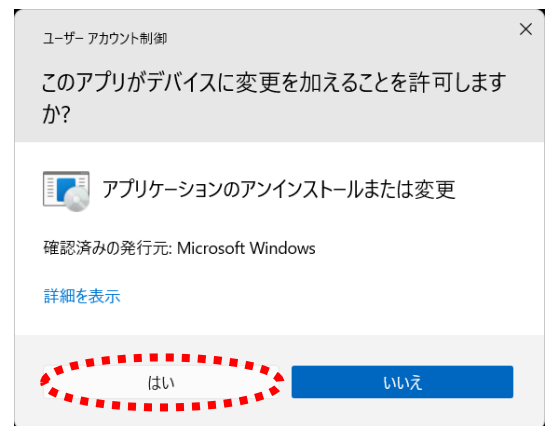 ユーザー アカウント制御
このアプリがデバイスに変更を加えることを許可します
か?
アプリケーションのアンインストールまたは変更
確認済みの発行元: Microsoft Windows
詳細を表示
はい
いいえ